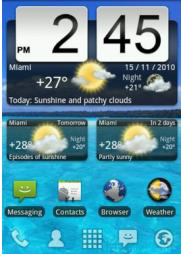 PM 2 45
Miami 15 / 11 / 2010
+27° Night +21°
Today: Sunshine and patchy clouds
Miami Tomorrow
+28° Night +20°
Episodes of sunshine
Miami In 2 days
+28° Night +20°
Partly sunny
Messaging Contacts Browser Weather